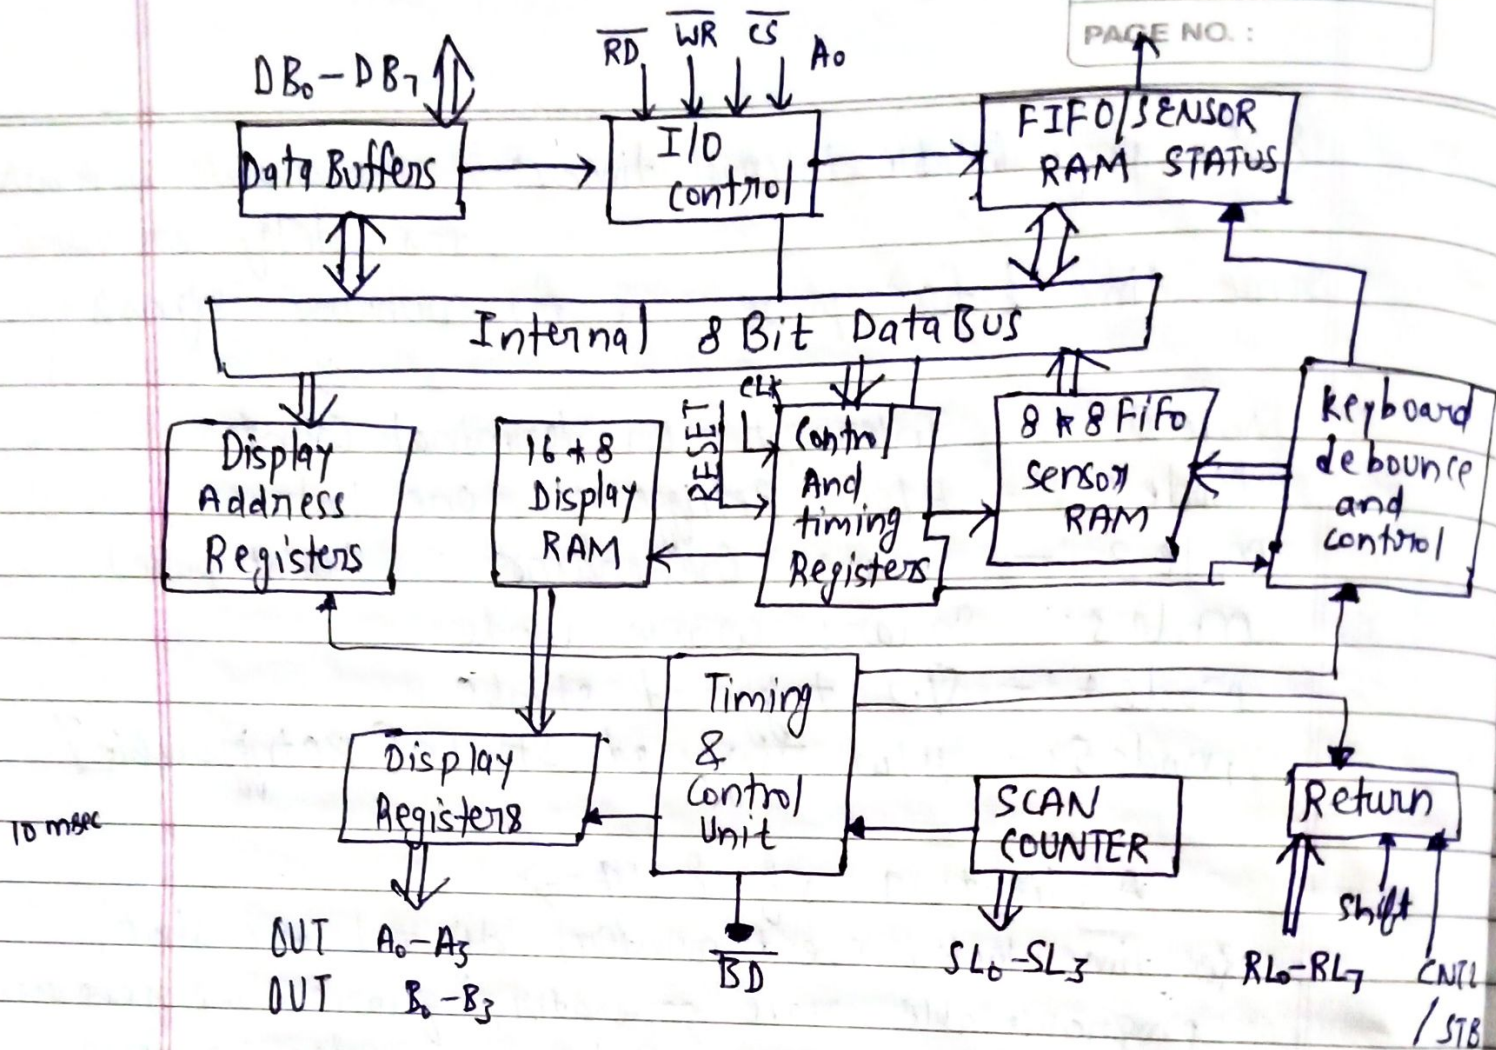 PAGE NO. :
DB₀-DB₇
RD WR CS A₀
Data Buffers
I/O
Control
FIFO/SENSOR
RAM STATUS
Internal 8 Bit Data Bus
Display
Address
Registers
16*8
Display
RAM
RESET
CLK
Control
And
timing
Registers
8*8 FiFo
Sensor
RAM
Keyboard
debounce
and
control
Display
Registers
Timing
&
Control
Unit
SCAN
COUNTER
Return
10 msec
Shift
OUT A₀-A₃
OUT B₀-B₃
BD
SL₀-SL₃
RL₀-RL₇
CNTL
/STB